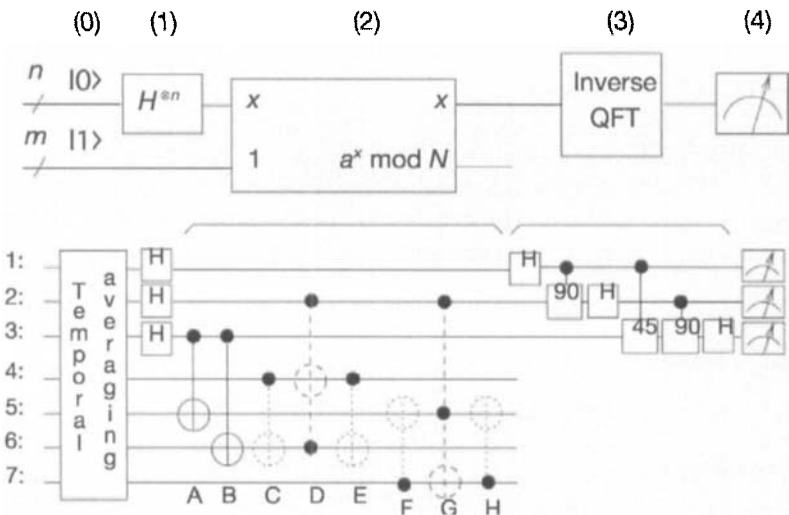 (0) (1) (2) (3) (4)
n |0> H⊗n x x Inverse QFT
m |1> 1 aˣ mod N
Temporal averaging
1: H H
2: H 90 H
3: H 45 90 H
4:
5:
6:
7:
A B C D E F G H